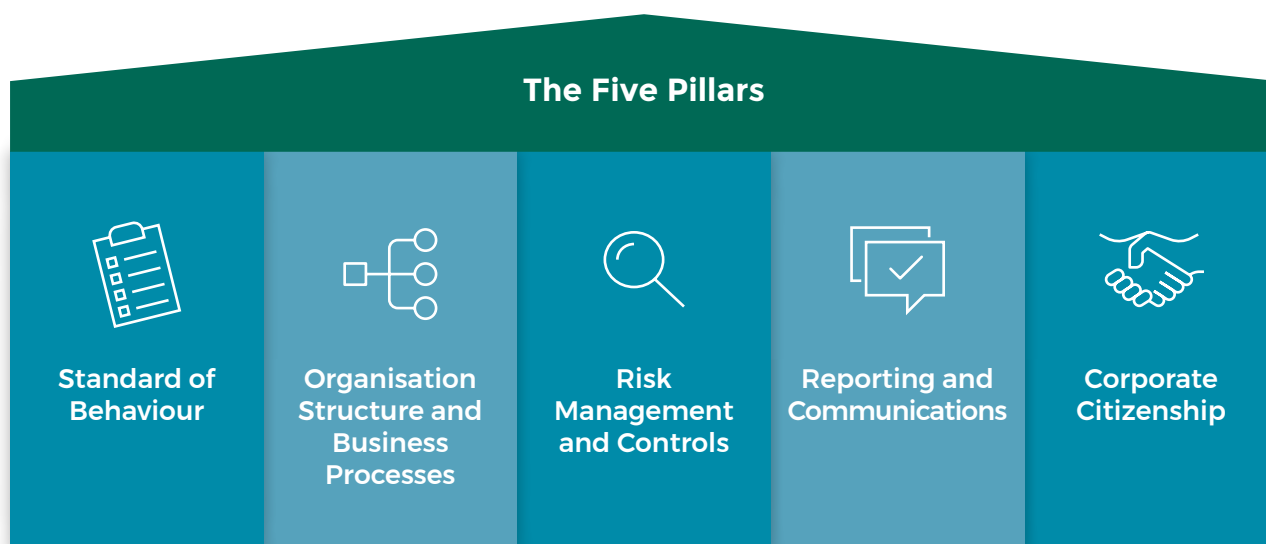 The Five Pillars
Standard of
Behaviour
Organisation
Structure and
Business
Processes
Risk
Management
and Controls
Reporting and
Communications
Corporate
Citizenship